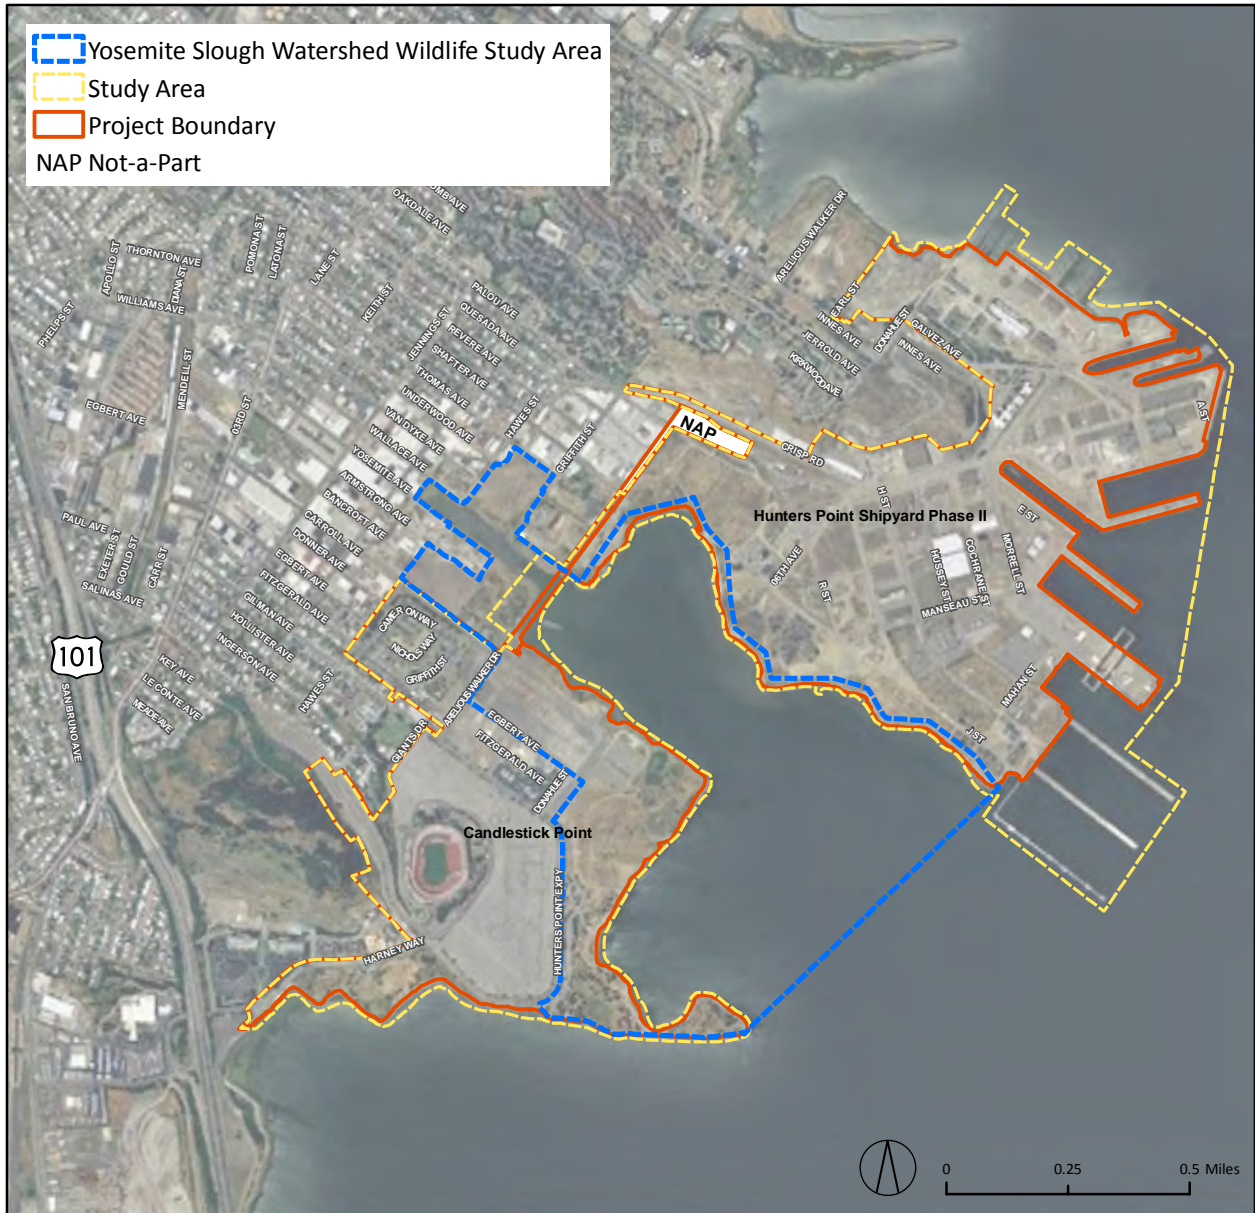 Yosemite Slough Watershed Wildlife Study Area
Study Area
Project Boundary
NAP Not-a-Part
OAKDALE AVE
ARELIOUS WALKER DR
POMONA ST
LATONA ST
LANE ST
APOLLO ST
THORNTON AVE
DIANA ST
WILLIAMS AVE
PHELPS ST
KEITH ST
PALOU AVE
QUESADA AVE
REVERE AVE
SHAFTER AVE
THOMAS AVE
UNDERWOOD AVE
VAN DYKE AVE
WALLACE AVE
YOSEMITE AVE
ARMSTRONG AVE
BANCROFT AVE
CARROLL AVE
DONNER AVE
EGBERT AVE
FITZGERALD AVE
GILMAN AVE
HOLLISTER AVE
INGERSON AVE
JENNINGS ST
HAWES ST
GRIFFITH ST
MENDELL ST
03RD ST
EGBERT AVE
EARL ST
INNES AVE
JERROLD AVE
KIRKWOOD AVE
DONAHUE ST
GALVEZ AVE
INNES AVE
A ST
NAP
CRISP RD
H ST
Hunters Point Shipyard Phase II
E ST
06TH AVE
R ST
HUSSEY ST
COCHRANE ST
MORRELL ST
MANSEAU ST
MAHAN ST
J ST
PAUL AVE
EXETER ST
GOULD ST
CARR ST
SALINAS AVE
101
SAN BRUNO AVE
KEY AVE
LE CONTE AVE
MEADE AVE
HAWES ST
CAMERON WAY
NICHOLS WAY
GRIFFITH ST
ARELIOUS WALKER DR
GIANTS DR
EGBERT AVE
FITZGERALD AVE
DONAHUE ST
Candlestick Point
HUNTERS POINT EXPY
HARNEY WAY
0 0.25 0.5 Miles